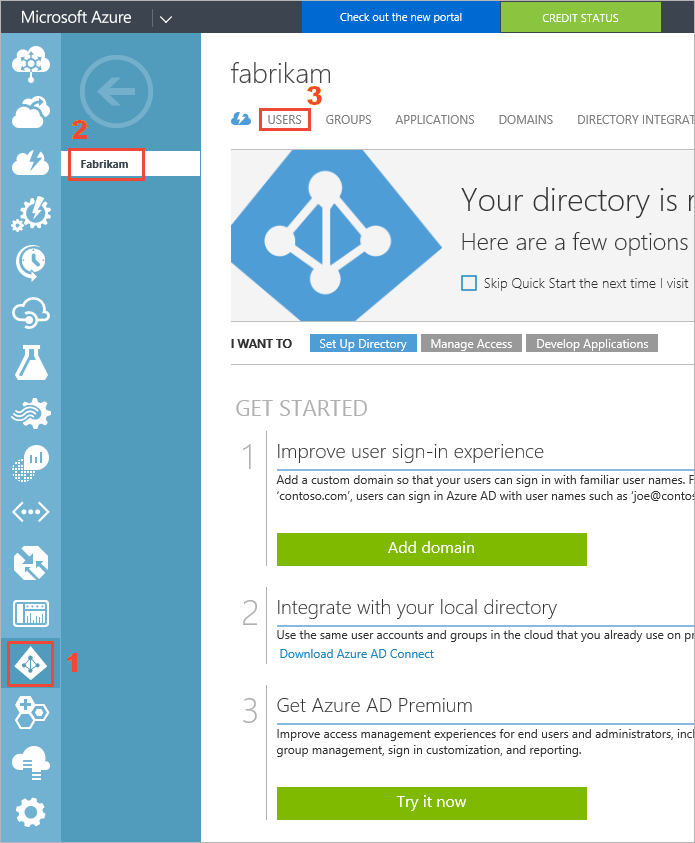 Microsoft Azure
Check out the new portal
CREDIT STATUS
fabrikam
3
USERS GROUPS APPLICATIONS DOMAINS DIRECTORY INTEGRAT
2
Fabrikam
Your directory is r
Here are a few options
Skip Quick Start the next time I visit
I WANT TO Set Up Directory Manage Access Develop Applications
GET STARTED
1 Improve user sign-in experience
Add a custom domain so that your users can sign in with familiar user names. F
'contoso.com', users can sign in Azure AD with user names such as 'joe@contos
Add domain
2 Integrate with your local directory
Use the same user accounts and groups in the cloud that you already use on pr
Download Azure AD Connect
1
3 Get Azure AD Premium
Improve access management experiences for end users and administrators, incl
group management, sign in customization, and reporting.
Try it now